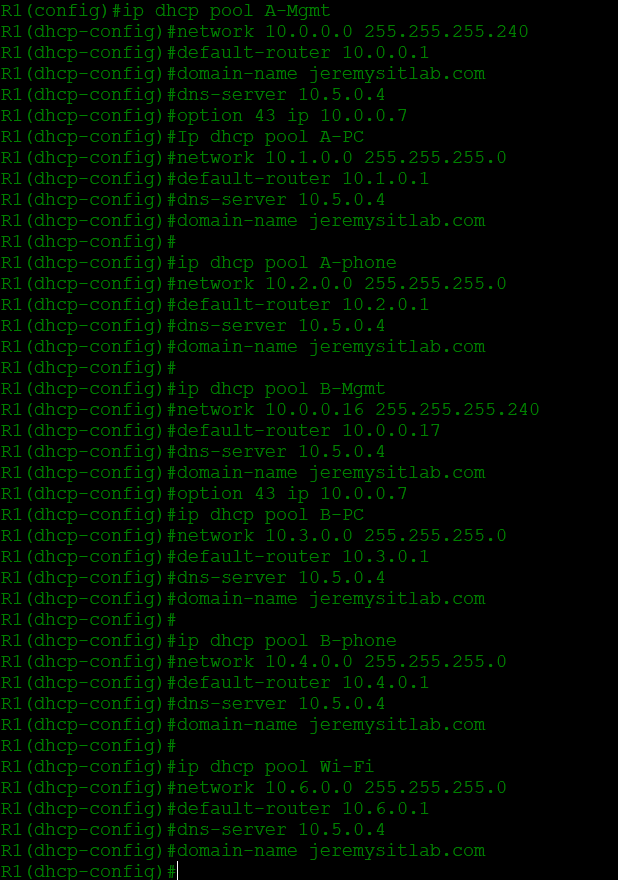 R1(config)#ip dhcp pool A-Mgmt
R1(dhcp-config)#network 10.0.0.0 255.255.255.240
R1(dhcp-config)#default-router 10.0.0.1
R1(dhcp-config)#domain-name jeremysitlab.com
R1(dhcp-config)#dns-server 10.5.0.4
R1(dhcp-config)#option 43 ip 10.0.0.7
R1(dhcp-config)#Ip dhcp pool A-PC
R1(dhcp-config)#network 10.1.0.0 255.255.255.0
R1(dhcp-config)#default-router 10.1.0.1
R1(dhcp-config)#dns-server 10.5.0.4
R1(dhcp-config)#domain-name jeremysitlab.com
R1(dhcp-config)#
R1(dhcp-config)#ip dhcp pool A-phone
R1(dhcp-config)#network 10.2.0.0 255.255.255.0
R1(dhcp-config)#default-router 10.2.0.1
R1(dhcp-config)#dns-server 10.5.0.4
R1(dhcp-config)#domain-name jeremysitlab.com
R1(dhcp-config)#
R1(dhcp-config)#ip dhcp pool B-Mgmt
R1(dhcp-config)#network 10.0.0.16 255.255.255.240
R1(dhcp-config)#default-router 10.0.0.17
R1(dhcp-config)#dns-server 10.5.0.4
R1(dhcp-config)#domain-name jeremysitlab.com
R1(dhcp-config)#option 43 ip 10.0.0.7
R1(dhcp-config)#ip dhcp pool B-PC
R1(dhcp-config)#network 10.3.0.0 255.255.255.0
R1(dhcp-config)#default-router 10.3.0.1
R1(dhcp-config)#dns-server 10.5.0.4
R1(dhcp-config)#domain-name jeremysitlab.com
R1(dhcp-config)#
R1(dhcp-config)#ip dhcp pool B-phone
R1(dhcp-config)#network 10.4.0.0 255.255.255.0
R1(dhcp-config)#default-router 10.4.0.1
R1(dhcp-config)#dns-server 10.5.0.4
R1(dhcp-config)#domain-name jeremysitlab.com
R1(dhcp-config)#
R1(dhcp-config)#ip dhcp pool Wi-Fi
R1(dhcp-config)#network 10.6.0.0 255.255.255.0
R1(dhcp-config)#default-router 10.6.0.1
R1(dhcp-config)#dns-server 10.5.0.4
R1(dhcp-config)#domain-name jeremysitlab.com
R1(dhcp-config)#